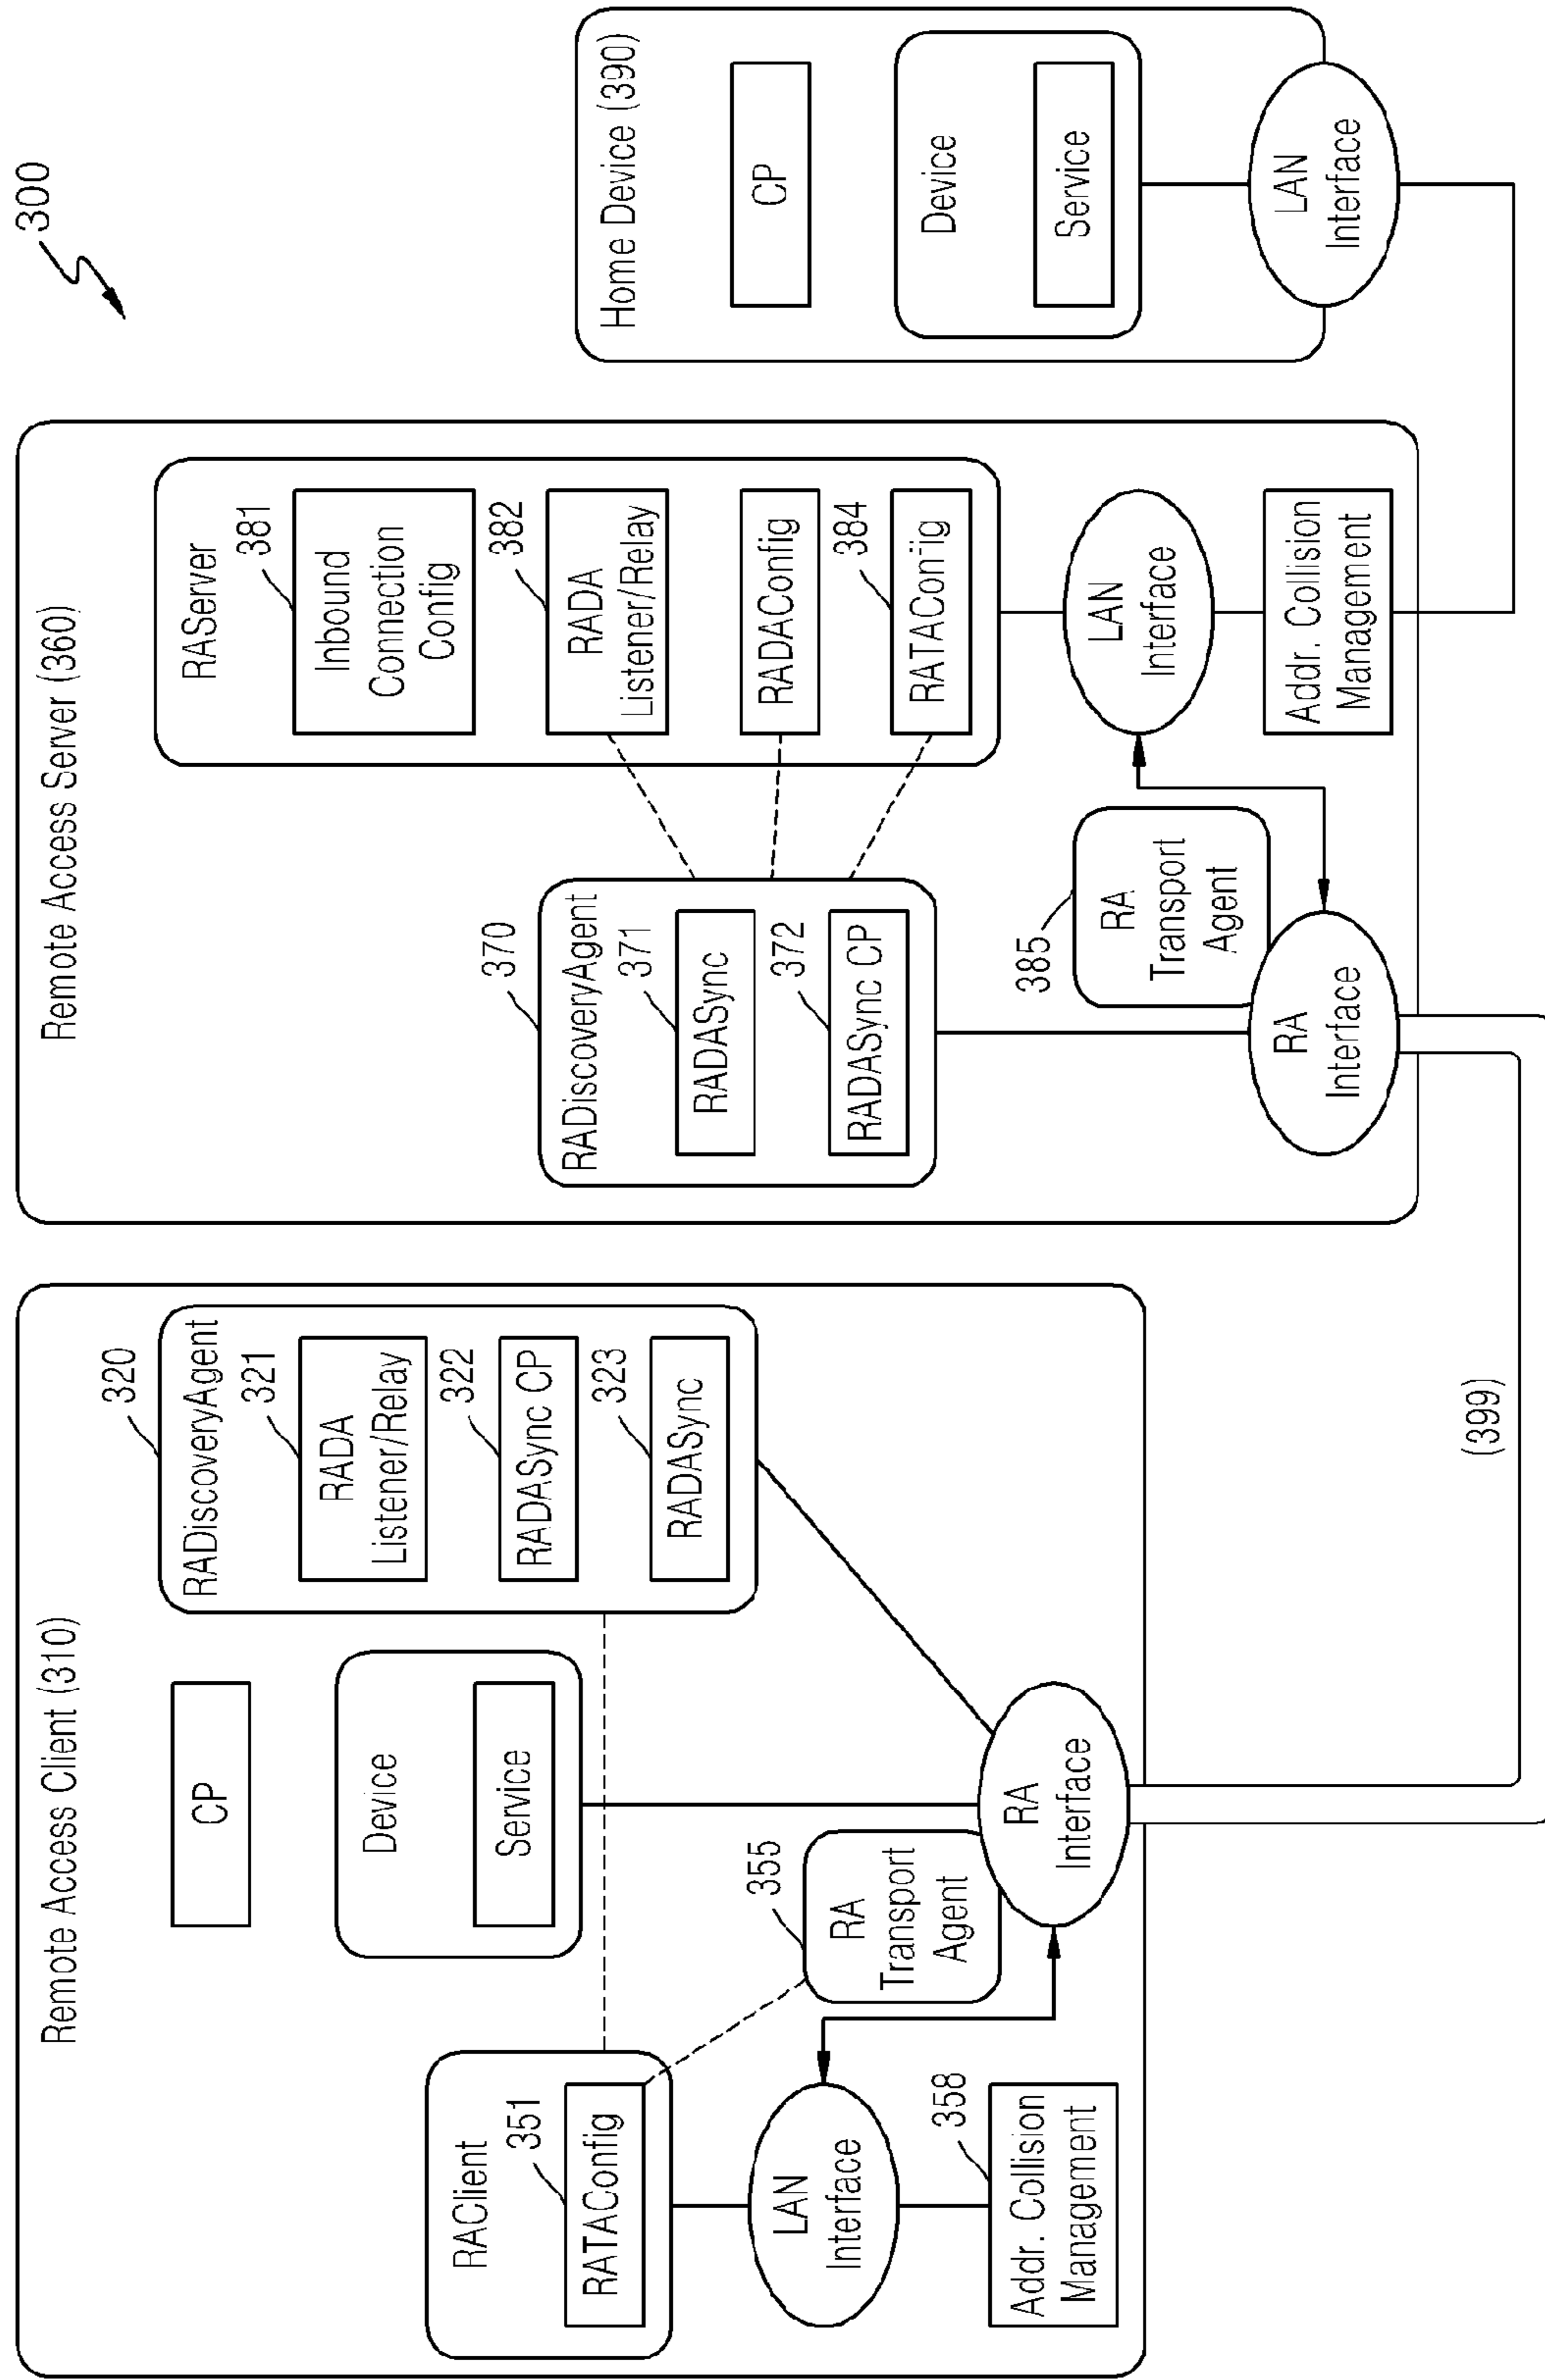 300
Remote Access Client (310)
CP
Device
Service
RADiscoveryAgent
320
321
RADA
Listener/Relay
322
RADASync CP
323
RADASync
RAClient
351
RATAConfig
355
RA
Transport
Agent
LAN
Interface
RA
Interface
358
Addr. Collision
Management
Remote Access Server (360)
RADiscoveryAgent
370
371
RADASync
372
RADASync CP
RAServer
381
Inbound
Connection
Config
382
RADA
Listener/Relay
RADAConfig
384
RATAConfig
385
RA
Transport
Agent
RA
Interface
LAN
Interface
Addr. Collision
Management
Home Device (390)
CP
Device
Service
LAN
Interface
(399)